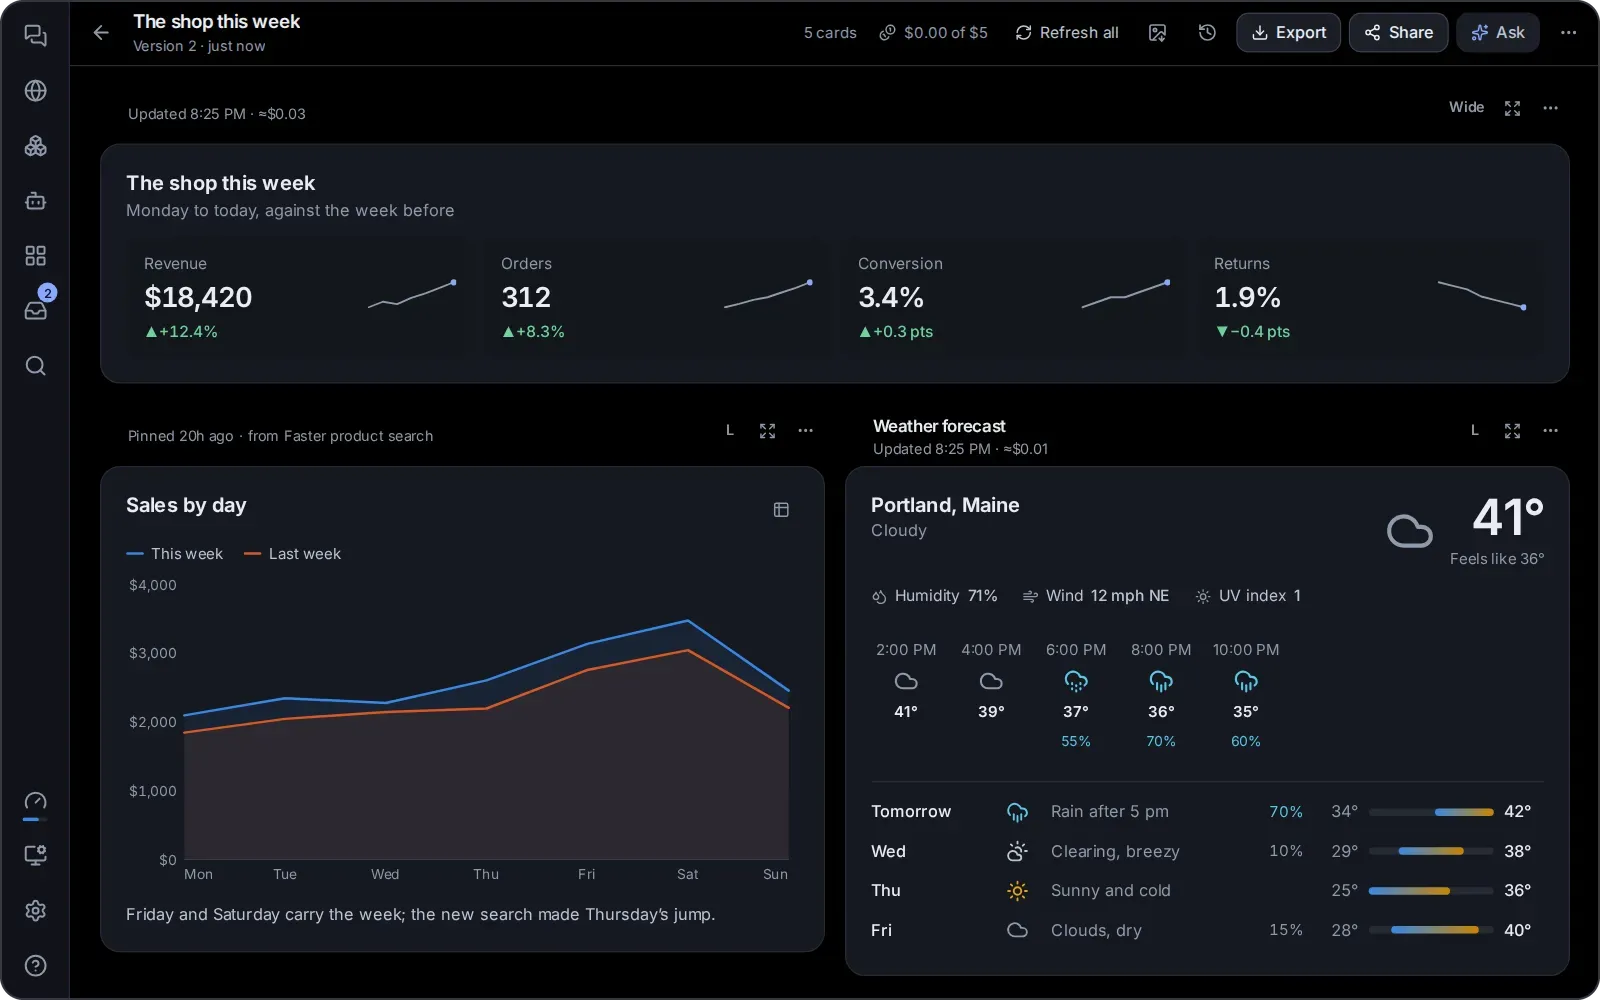 The shop this week
Version 2 · just now
5 cards
$0.00 of $5
Refresh all
Export
Share
Ask
2
Updated 8:25 PM · ≈$0.03
Wide
The shop this week
Monday to today, against the week before
Revenue
$18,420
▲+12.4%
Orders
312
▲+8.3%
Conversion
3.4%
▲+0.3 pts
Returns
1.9%
▼−0.4 pts
Pinned 20h ago · from Faster product search
L
Sales by day
This week
Last week
$4,000
$3,000
$2,000
$1,000
$0
Mon Tue Wed Thu Fri Sat Sun
Friday and Saturday carry the week; the new search made Thursday’s jump.
Weather forecast
Updated 8:25 PM · ≈$0.01
L
Portland, Maine
Cloudy
41°
Feels like 36°
Humidity 71%
Wind 12 mph NE
UV index 1
2:00 PM 4:00 PM 6:00 PM 8:00 PM 10:00 PM
41° 39° 37° 36° 35°
55% 70% 60%
Tomorrow Rain after 5 pm 70% 34° 42°
Wed Clearing, breezy 10% 29° 38°
Thu Sunny and cold 25° 36°
Fri Clouds, dry 15% 28° 40°